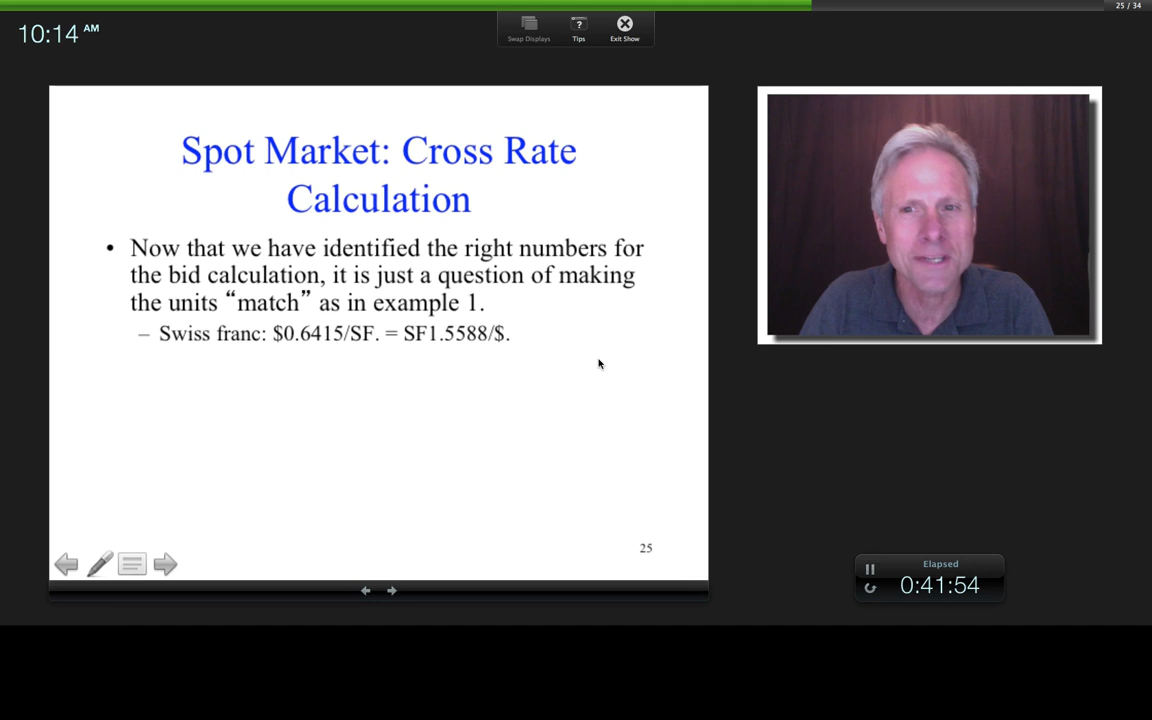 25 / 34
10:14 AM
Swap Displays
?
Tips
Exit Show
Spot Market: Cross Rate
Calculation
• Now that we have identified the right numbers for
the bid calculation, it is just a question of making
the units “match” as in example 1.
– Swiss franc: $0.6415/SF. = SF1.5588/$.
25
Elapsed
0:41:54